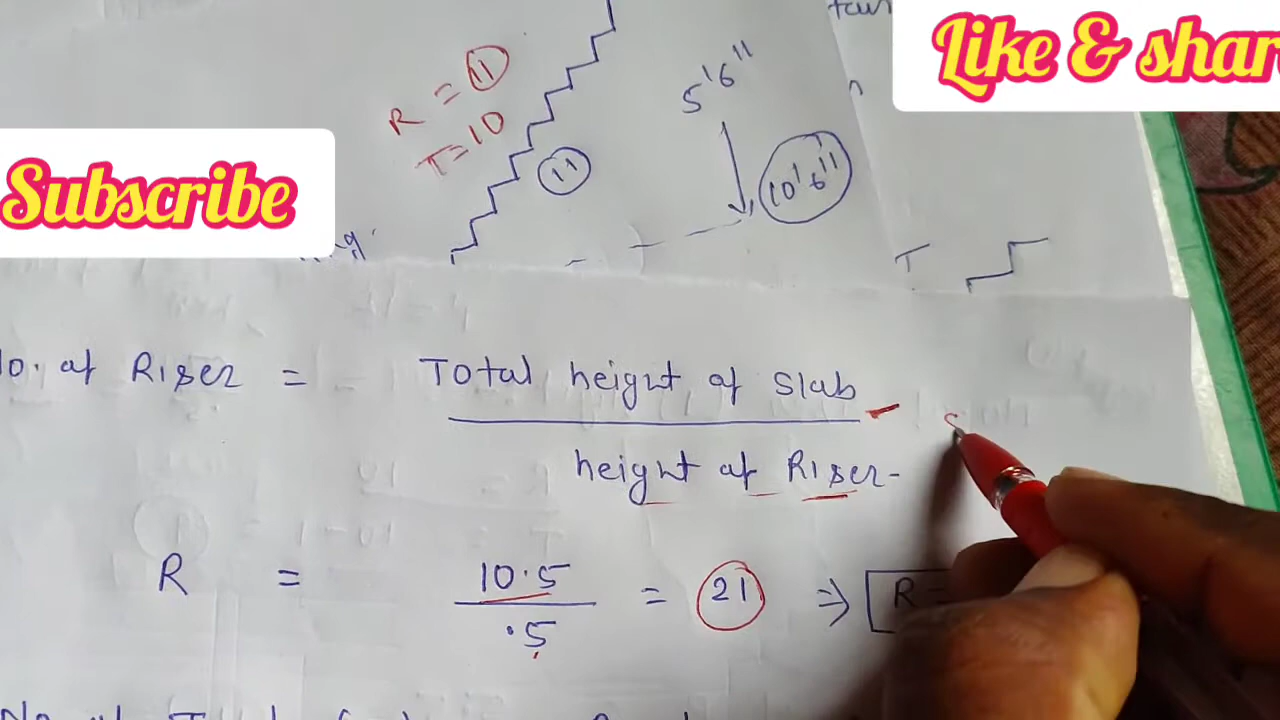 Like & shar
R = 11
T = 10
11
5'6"
10'6"
Subscribe
T
No. of Riser = Total height of Slab
height of Riser
R = 10.5 = 21 ⇒ R =
.5